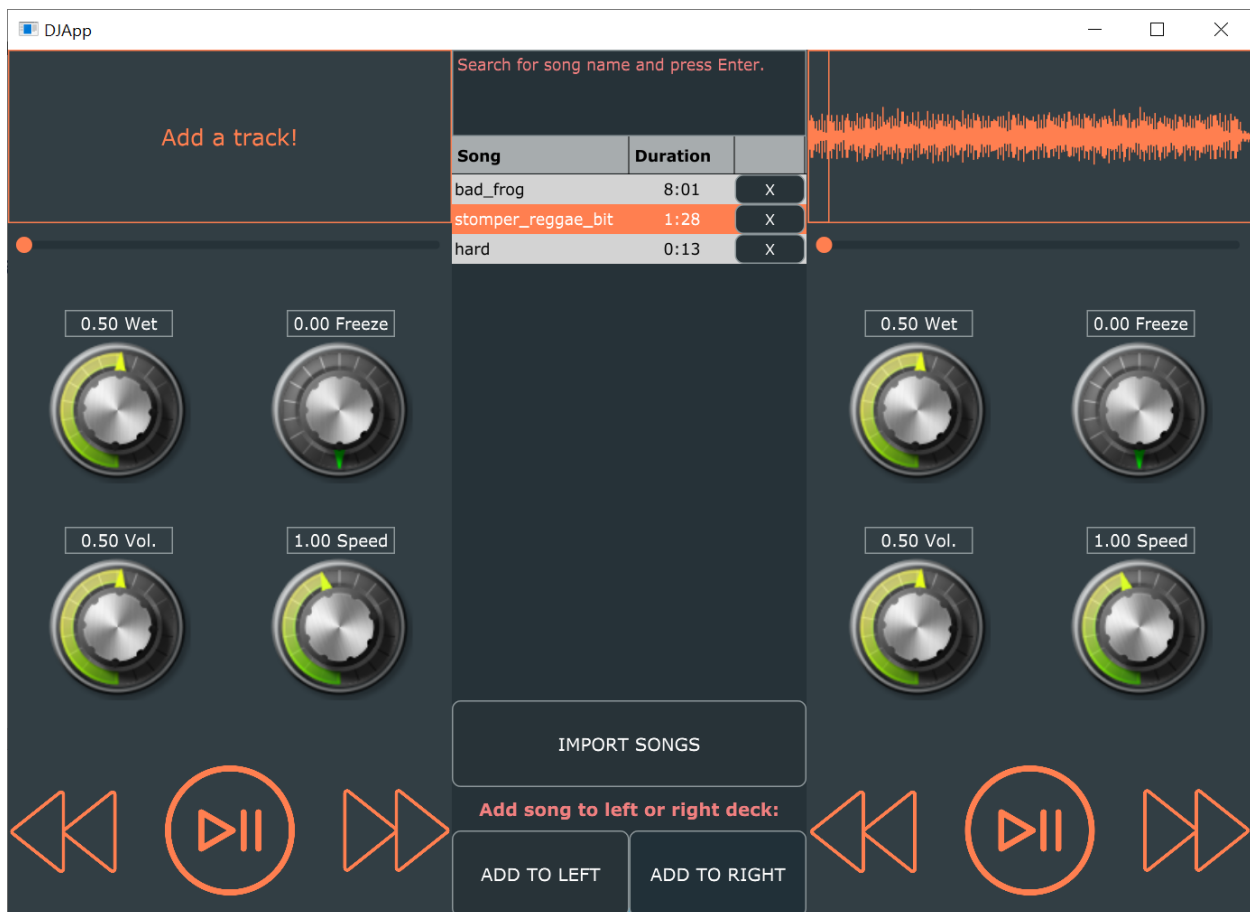 DJApp
Add a track!
Search for song name and press Enter.
Song Duration
bad_frog 8:01 X
stomper_reggae_bit 1:28 X
hard 0:13 X
0.50 Wet 0.00 Freeze
0.50 Vol. 1.00 Speed
IMPORT SONGS
Add song to left or right deck:
ADD TO LEFT ADD TO RIGHT
0.50 Wet 0.00 Freeze
0.50 Vol. 1.00 Speed